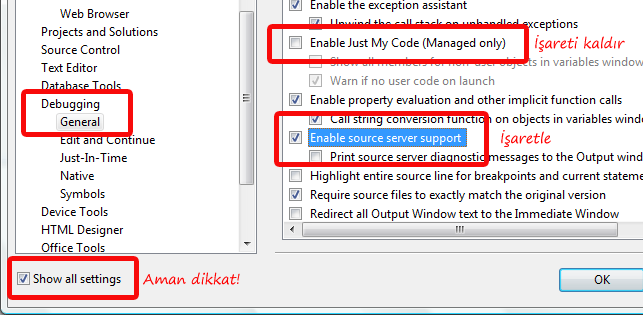 Web Browser
Projects and Solutions
Source Control
Text Editor
Database Tools
Debugging
General
Edit and Continue
Just-In-Time
Native
Symbols
Device Tools
HTML Designer
Office Tools
Enable the exception assistant
Unwind the call stack on unhandled exceptions
Enable Just My Code (Managed only)
İşareti kaldır
Show all members for non-user objects in variables window
Warn if no user code on launch
Enable property evaluation and other implicit function calls
Call string conversion function on objects in variables window
Enable source server support
İşaretle
Print source server diagnostic messages to the Output wind
Highlight entire source line for breakpoints and current stateme
Require source files to exactly match the original version
Redirect all Output Window text to the Immediate Window
Show all settings
Aman dikkat!
OK